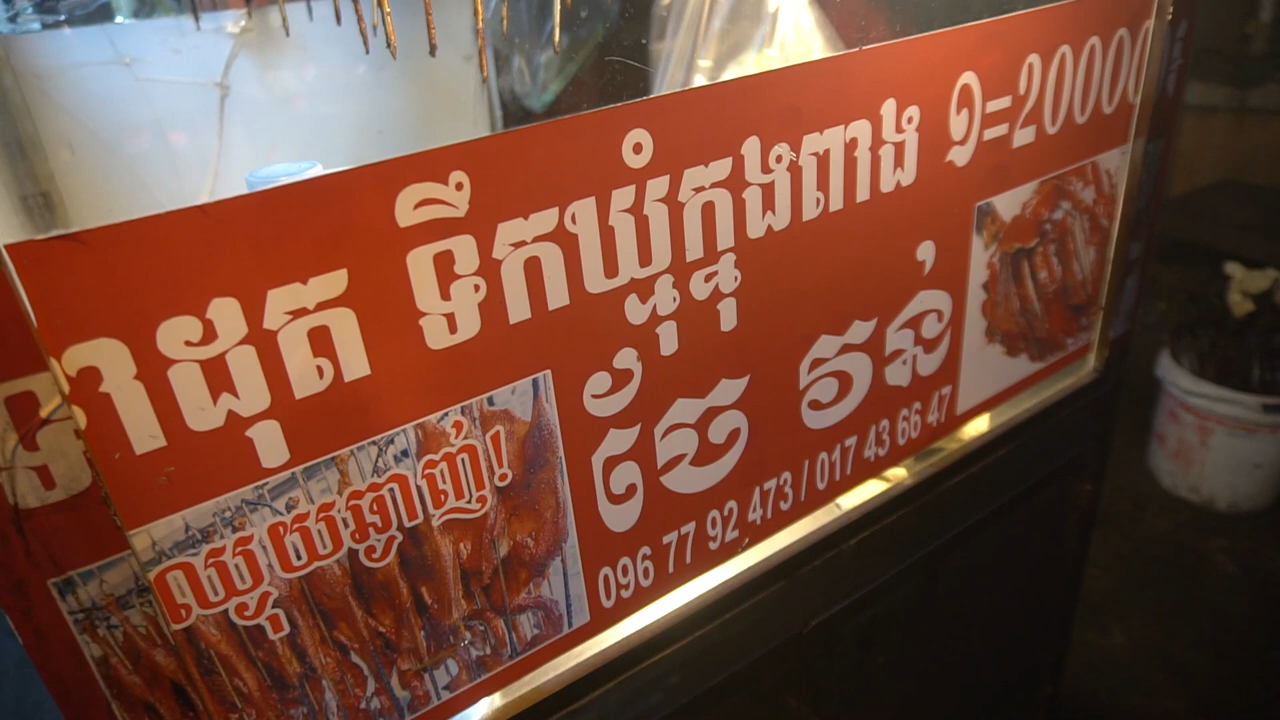 ទាដុត ទឹកឃ្មុំក្នុងពាង ១=20000
ឈ្ងុយឆ្ងាញ់!
ចែ វន់
096 77 92 473 / 017 43 66 47